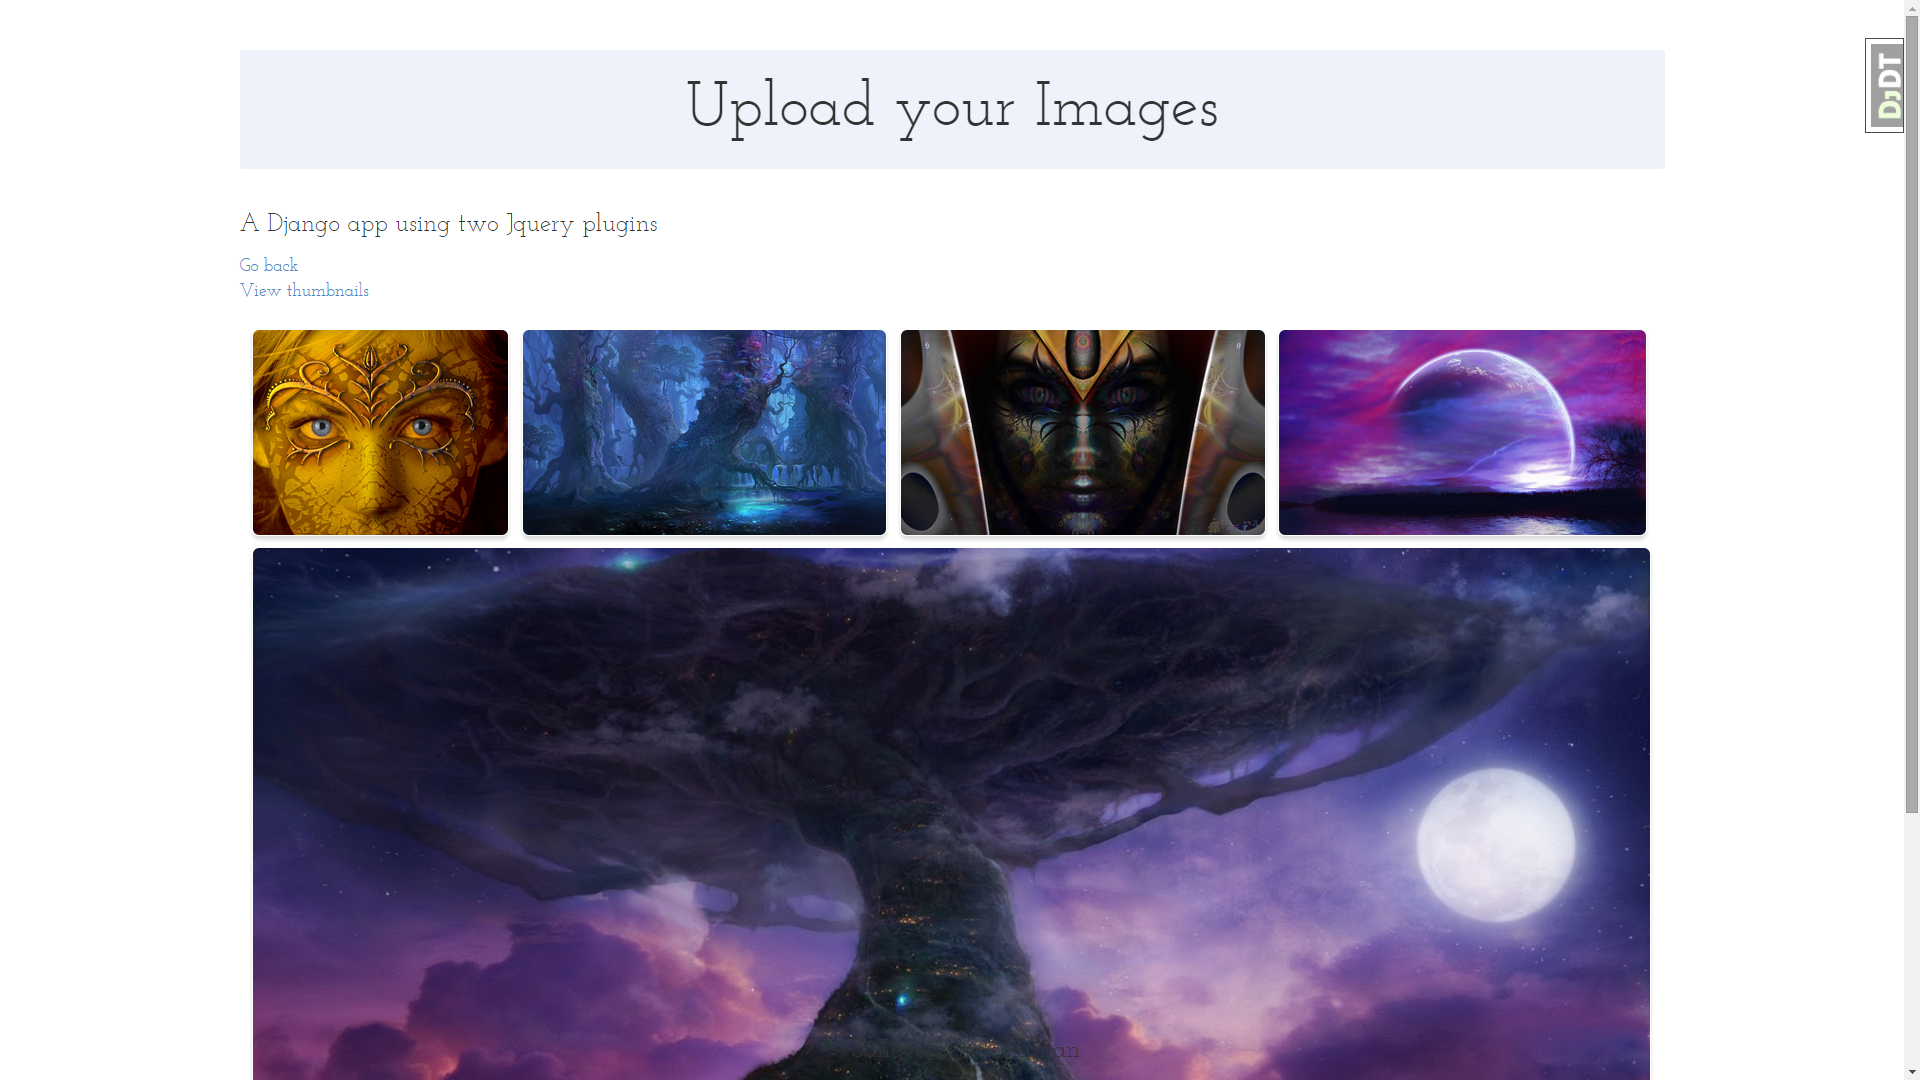 Upload your Images
DJDT
A Django app using two Jquery plugins
Go back
View thumbnails